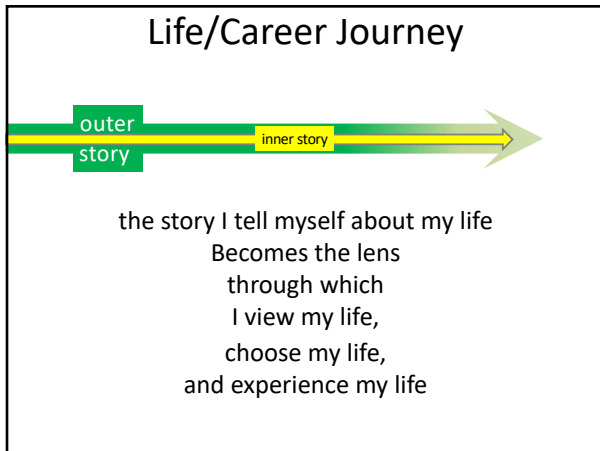 Life/Career Journey
outer
story
inner story
the story I tell myself about my life
Becomes the lens
through which
I view my life,
choose my life,
and experience my life